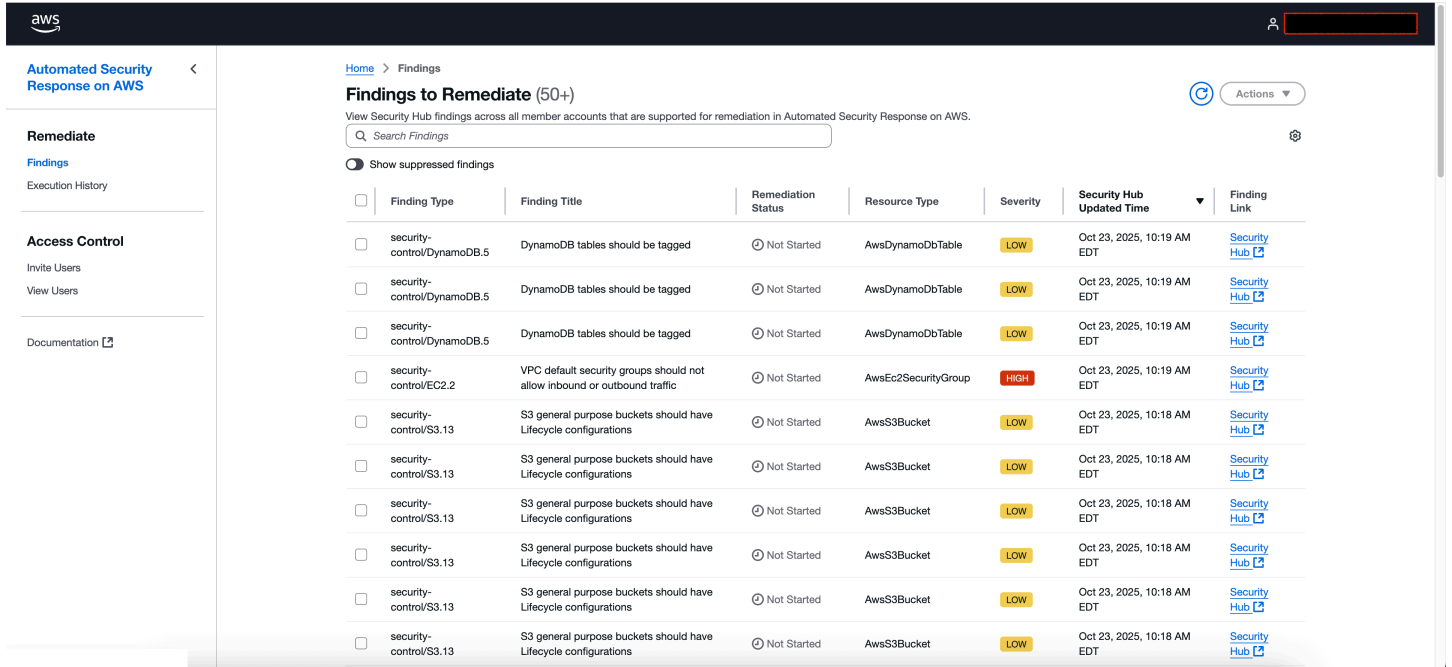 aws
Automated Security
Response on AWS
Remediate
Findings
Execution History
Access Control
Invite Users
View Users
Documentation
Home > Findings
Findings to Remediate (50+)
Actions
View Security Hub findings across all member accounts that are supported for remediation in Automated Security Response on AWS.
Search Findings
Show suppressed findings
Finding Type Finding Title Remediation Status Resource Type Severity Security Hub Updated Time Finding Link
security-control/DynamoDB.5 DynamoDB tables should be tagged Not Started AwsDynamoDbTable LOW Oct 23, 2025, 10:19 AM EDT Security Hub
security-control/DynamoDB.5 DynamoDB tables should be tagged Not Started AwsDynamoDbTable LOW Oct 23, 2025, 10:19 AM EDT Security Hub
security-control/DynamoDB.5 DynamoDB tables should be tagged Not Started AwsDynamoDbTable LOW Oct 23, 2025, 10:19 AM EDT Security Hub
security-control/EC2.2 VPC default security groups should not allow inbound or outbound traffic Not Started AwsEc2SecurityGroup HIGH Oct 23, 2025, 10:19 AM EDT Security Hub
security-control/S3.13 S3 general purpose buckets should have Lifecycle configurations Not Started AwsS3Bucket LOW Oct 23, 2025, 10:18 AM EDT Security Hub
security-control/S3.13 S3 general purpose buckets should have Lifecycle configurations Not Started AwsS3Bucket LOW Oct 23, 2025, 10:18 AM EDT Security Hub
security-control/S3.13 S3 general purpose buckets should have Lifecycle configurations Not Started AwsS3Bucket LOW Oct 23, 2025, 10:18 AM EDT Security Hub
security-control/S3.13 S3 general purpose buckets should have Lifecycle configurations Not Started AwsS3Bucket LOW Oct 23, 2025, 10:18 AM EDT Security Hub
security-control/S3.13 S3 general purpose buckets should have Lifecycle configurations Not Started AwsS3Bucket LOW Oct 23, 2025, 10:18 AM EDT Security Hub
security-control/S3.13 S3 general purpose buckets should have Lifecycle configurations Not Started AwsS3Bucket LOW Oct 23, 2025, 10:18 AM EDT Security Hub